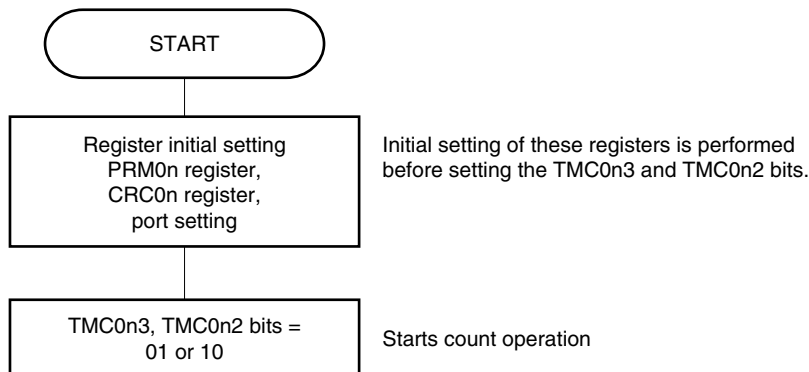 START
Register initial setting
PRM0n register,
CRC0n register,
port setting
Initial setting of these registers is performed
before setting the TMC0n3 and TMC0n2 bits.
TMC0n3, TMC0n2 bits =
01 or 10
Starts count operation